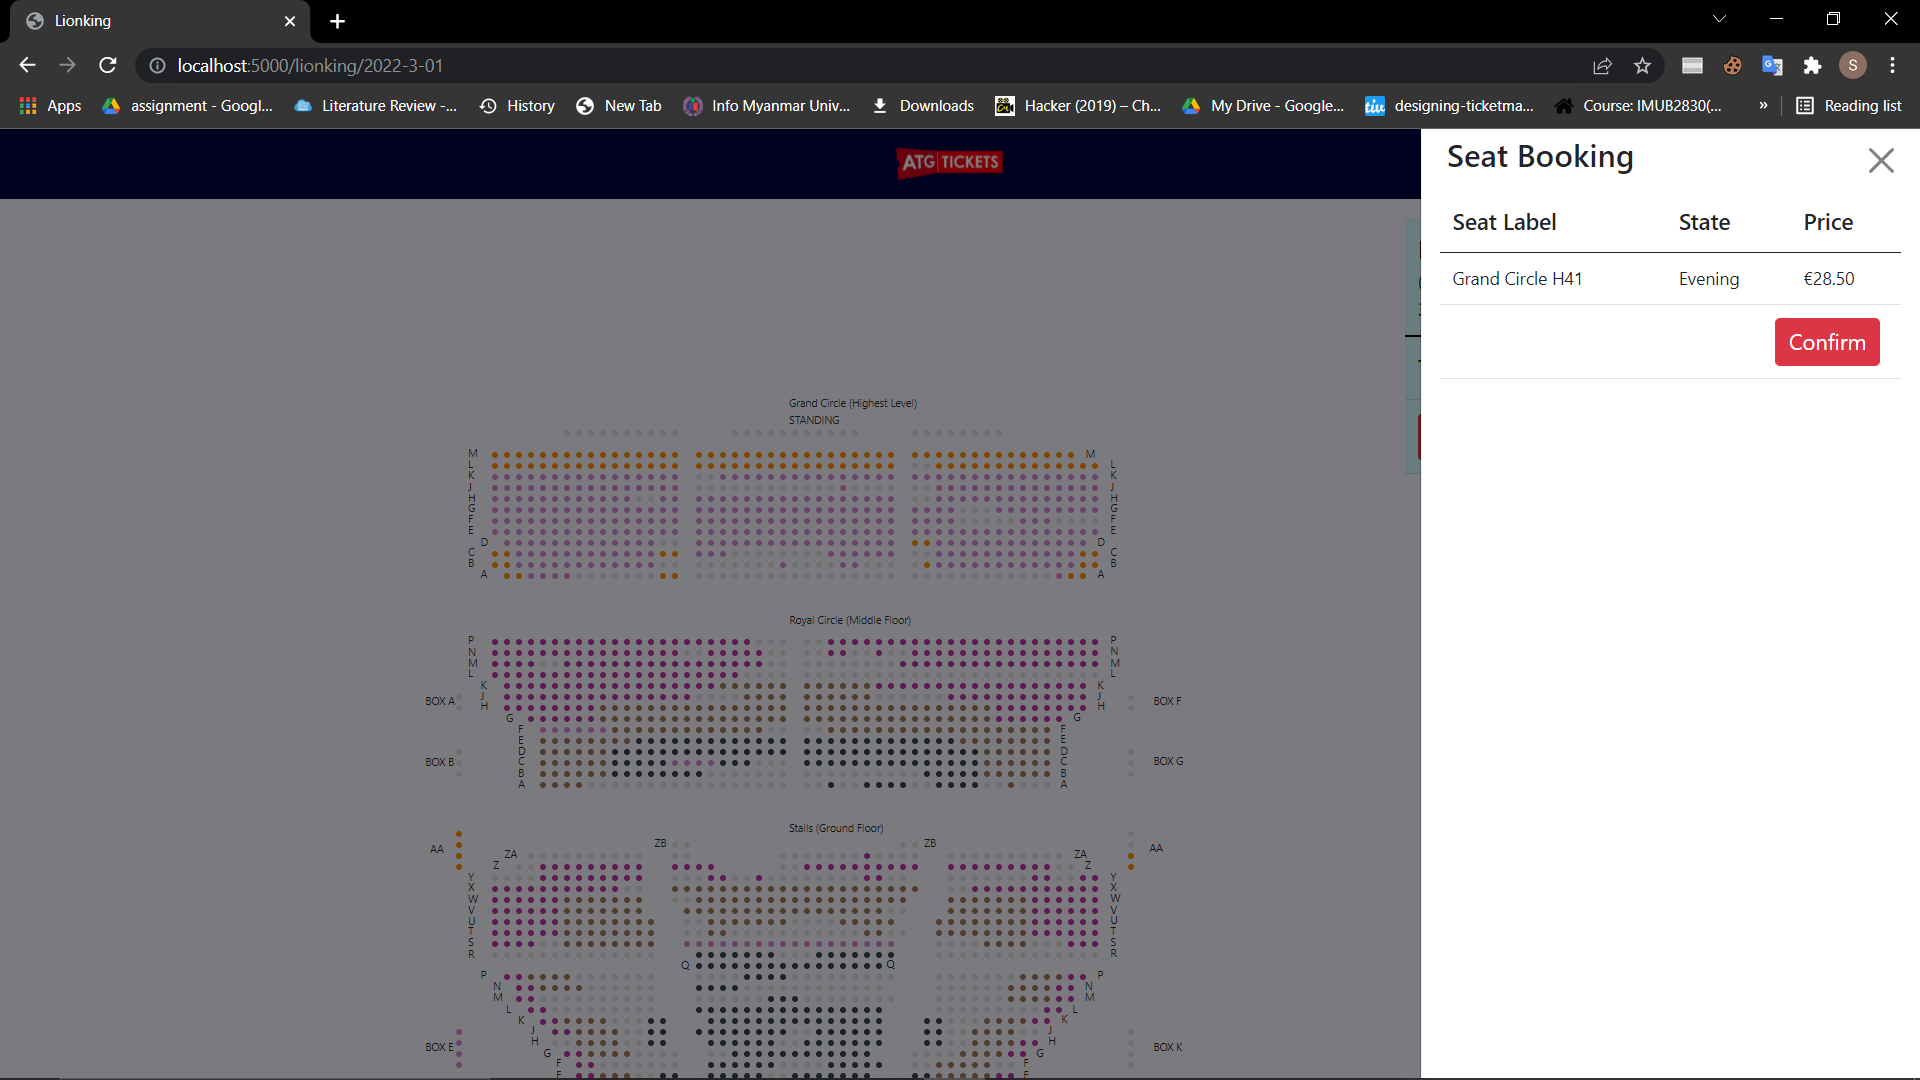 Lionking
localhost:5000/lionking/2022-3-01
S
Apps
assignment - Googl...
Literature Review -...
History
New Tab
Info Myanmar Univ...
Downloads
Hacker (2019) – Ch...
My Drive - Google...
designing-ticketma...
Course: IMUB2830(...
»
Reading list
ATG TICKETS
Seat Booking
Seat Label State Price
Grand Circle H41 Evening €28.50
Confirm
Grand Circle (Highest Level)
STANDING
M M
L L
K K
J J
H H
G G
F F
E E
D D
C C
B B
A A
Royal Circle (Middle Floor)
P P
N N
M M
L L
K K
BOX A J J BOX F
H H
G G
F F
E E
D D
BOX B C C BOX G
B B
A A
Stalls (Ground Floor)
ZB ZB
AA ZA ZA AA
Z Z
Y Y
X X
W W
V V
U U
T T
S S
R R
Q Q
P P
N N
M M
L L
K K
J J
H H
BOX E G G BOX K
F F